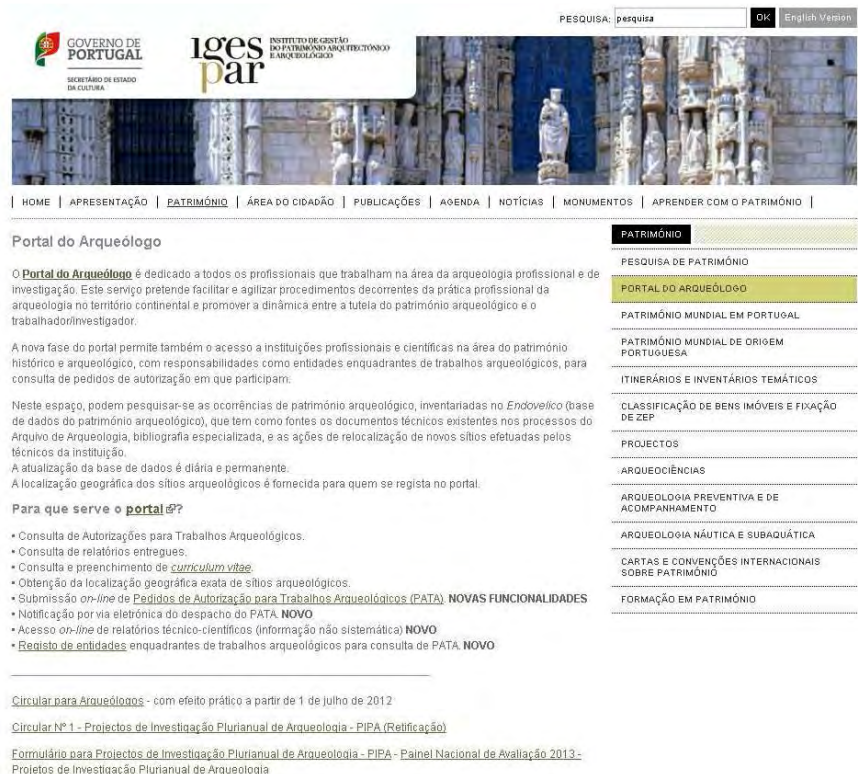 PESQUISA: pesquisa OK English Version
GOVERNO DE
PORTUGAL
SECRETÁRIO DE ESTADO
DA CULTURA
iges
par
INSTITUTO DE GESTÃO
DO PATRIMÓNIO ARQUITECTÓNICO
E ARQUEOLÓGICO
| HOME | APRESENTAÇÃO | PATRIMÓNIO | ÁREA DO CIDADÃO | PUBLICAÇÕES | AGENDA | NOTÍCIAS | MONUMENTOS | APRENDER COM O PATRIMÓNIO |
Portal do Arqueólogo
O Portal do Arqueólogo é dedicado a todos os profissionais que trabalham na área da arqueologia profissional e de
investigação. Este serviço pretende facilitar e agilizar procedimentos decorrentes da prática profissional da
arqueologia no território continental e promover a dinâmica entre a tutela do património arqueológico e o
trabalhador/investigador.
A nova fase do portal permite também o acesso a instituições profissionais e científicas na área do património
histórico e arqueológico, com responsabilidades como entidades enquadrantes de trabalhos arqueológicos, para
consulta de pedidos de autorização em que participam.
Neste espaço, podem pesquisar-se as ocorrências de património arqueológico, inventariadas no Endovelico (base
de dados do património arqueológico), que tem como fontes os documentos técnicos existentes nos processos do
Arquivo de Arqueologia, bibliografia especializada, e as ações de relocalização de novos sítios efetuadas pelos
técnicos da instituição.
A atualização da base de dados é diária e permanente.
A localização geográfica dos sítios arqueológicos é fornecida para quem se regista no portal.
Para que serve o portal?
• Consulta de Autorizações para Trabalhos Arqueológicos.
• Consulta de relatórios entregues.
• Consulta e preenchimento de curriculum vitae.
• Obtenção da localização geográfica exata de sítios arqueológicos.
• Submissão on-line de Pedidos de Autorização para Trabalhos Arqueológicos (PATA). NOVAS FUNCIONALIDADES
• Notificação por via eletrónica do despacho do PATA. NOVO
• Acesso on-line de relatórios técnico-científicos (informação não sistemática) NOVO
• Registo de entidades enquadrantes de trabalhos arqueológicos para consulta de PATA. NOVO
Circular para Arqueólogos - com efeito prático a partir de 1 de julho de 2012
Circular Nº 1 - Projectos de Investigação Plurianual de Arqueologia - PIPA (Retificação)
Formulário para Projectos de Investigação Plurianual de Arqueologia - PIPA - Painel Nacional de Avaliação 2013 -
Projetos de Investigação Plurianual de Arqueologia
PATRIMÓNIO
PESQUISA DE PATRIMÓNIO
PORTAL DO ARQUEÓLOGO
PATRIMÓNIO MUNDIAL EM PORTUGAL
PATRIMÓNIO MUNDIAL DE ORIGEM
PORTUGUESA
ITINERÁRIOS E INVENTÁRIOS TEMÁTICOS
CLASSIFICAÇÃO DE BENS IMÓVEIS E FIXAÇÃO
DE ZEP
PROJECTOS
ARQUEOCIÊNCIAS
ARQUEOLOGIA PREVENTIVA E DE
ACOMPANHAMENTO
ARQUEOLOGIA NÁUTICA E SUBAQUÁTICA
CARTAS E CONVENÇÕES INTERNACIONAIS
SOBRE PATRIMÓNIO
FORMAÇÃO EM PATRIMÓNIO